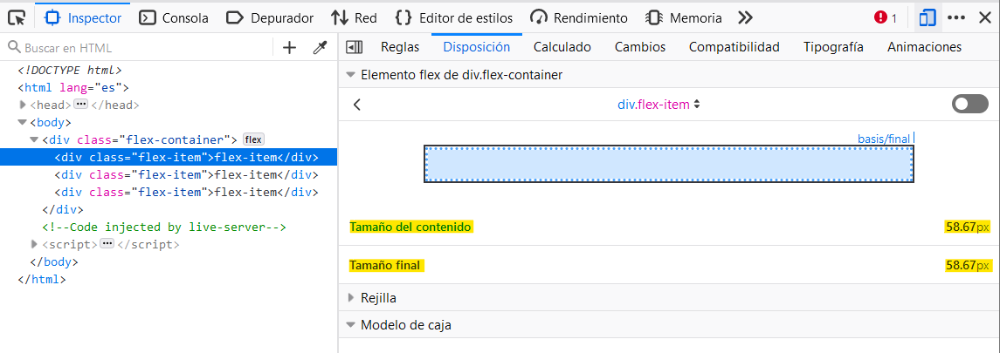 Inspector Consola Depurador Red Editor de estilos Rendimiento Memoria 1
Buscar en HTML
Reglas Disposición Calculado Cambios Compatibilidad Tipografía Animaciones
<!DOCTYPE html>
<html lang="es">
<head> ··· </head>
<body>
<div class="flex-container"> flex
<div class="flex-item">flex-item</div>
<div class="flex-item">flex-item</div>
<div class="flex-item">flex-item</div>
</div>
<!--Code injected by live-server-->
<script> ··· </script>
</body>
</html>
Elemento flex de div.flex-container
div.flex-item
basis/final
Tamaño del contenido 58.67px
Tamaño final 58.67px
Rejilla
Modelo de caja